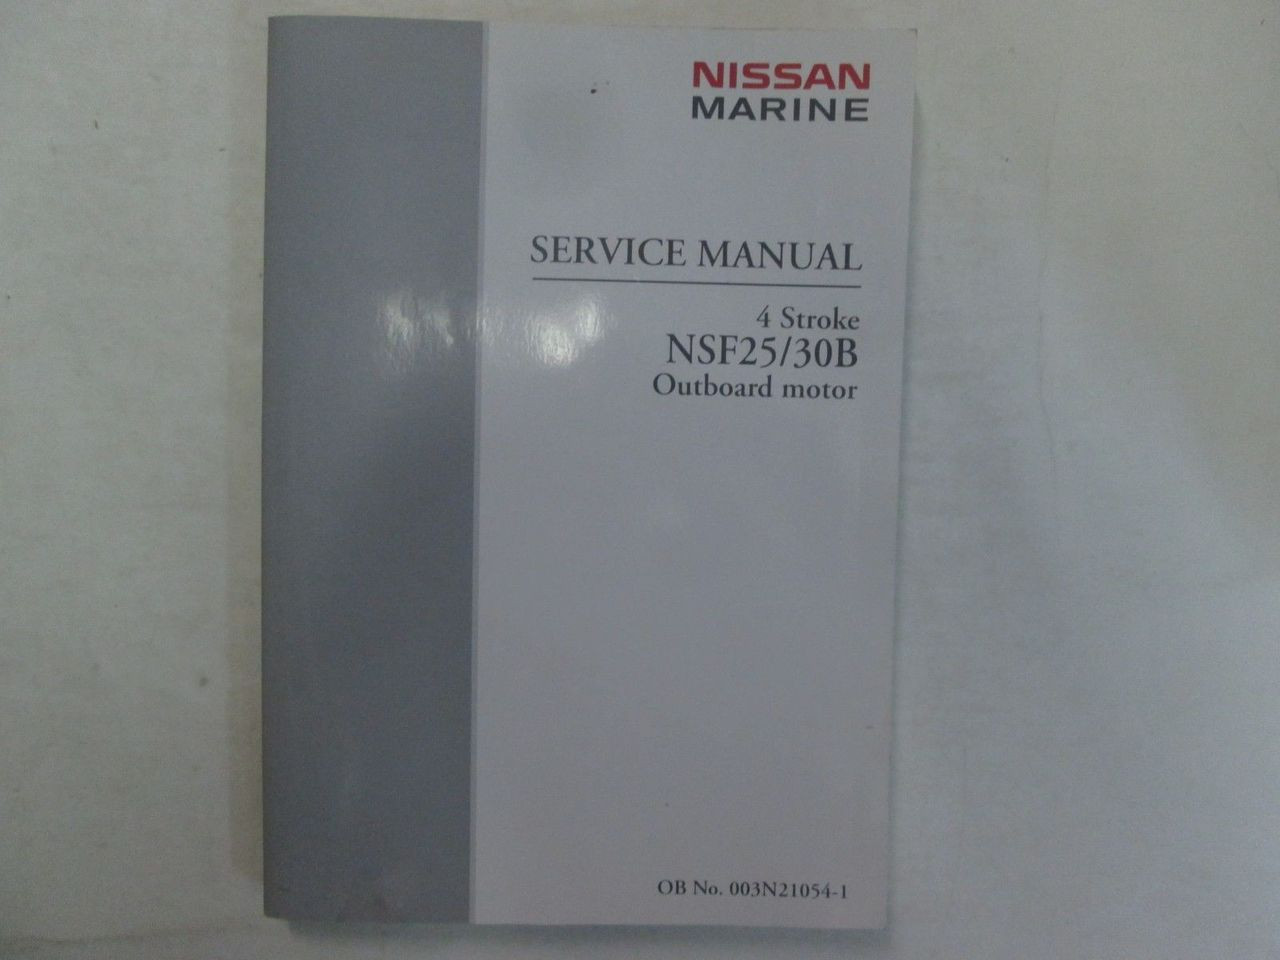 NISSAN
MARINE
SERVICE MANUAL
4 Stroke
NSF25/30B
Outboard motor
OB No. 003N21054-1